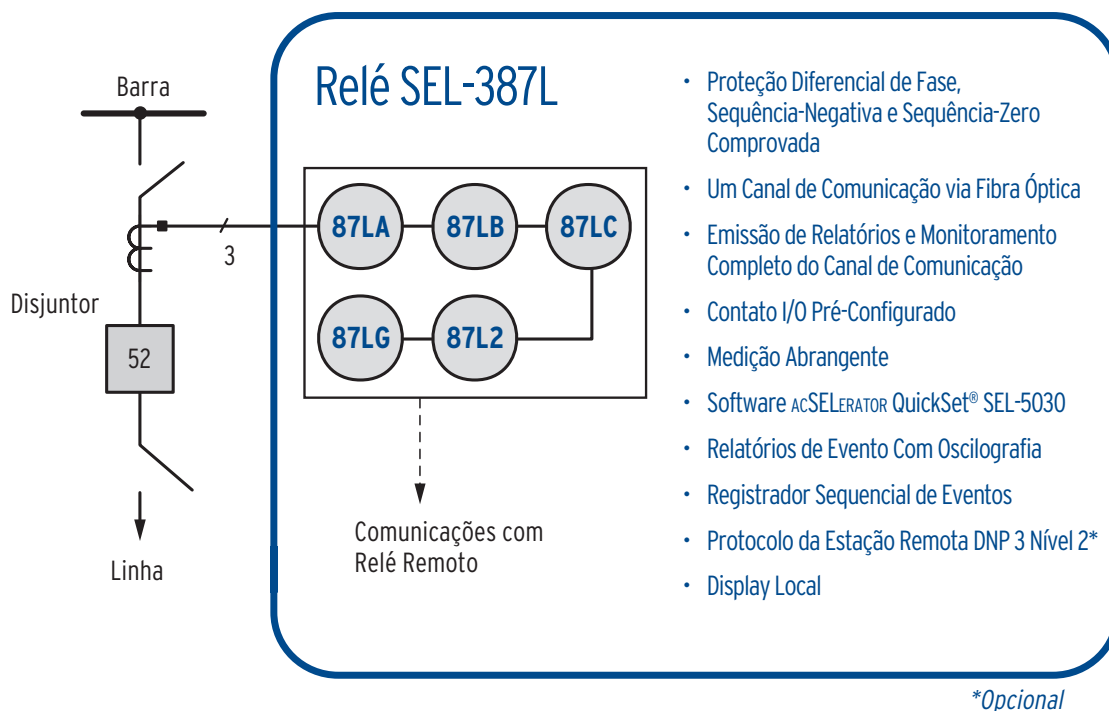 Barra
Disjuntor
52
Linha
3
Relé SEL-387L
87LA
87LB
87LC
87LG
87L2
Comunicações com
Relé Remoto
• Proteção Diferencial de Fase,
Sequência-Negativa e Sequência-Zero
Comprovada
• Um Canal de Comunicação via Fibra Óptica
• Emissão de Relatórios e Monitoramento
Completo do Canal de Comunicação
• Contato I/O Pré-Configurado
• Medição Abrangente
• Software ACSELERATOR QuickSet® SEL-5030
• Relatórios de Evento Com Oscilografia
• Registrador Sequencial de Eventos
• Protocolo da Estação Remota DNP 3 Nível 2*
• Display Local
*Opcional